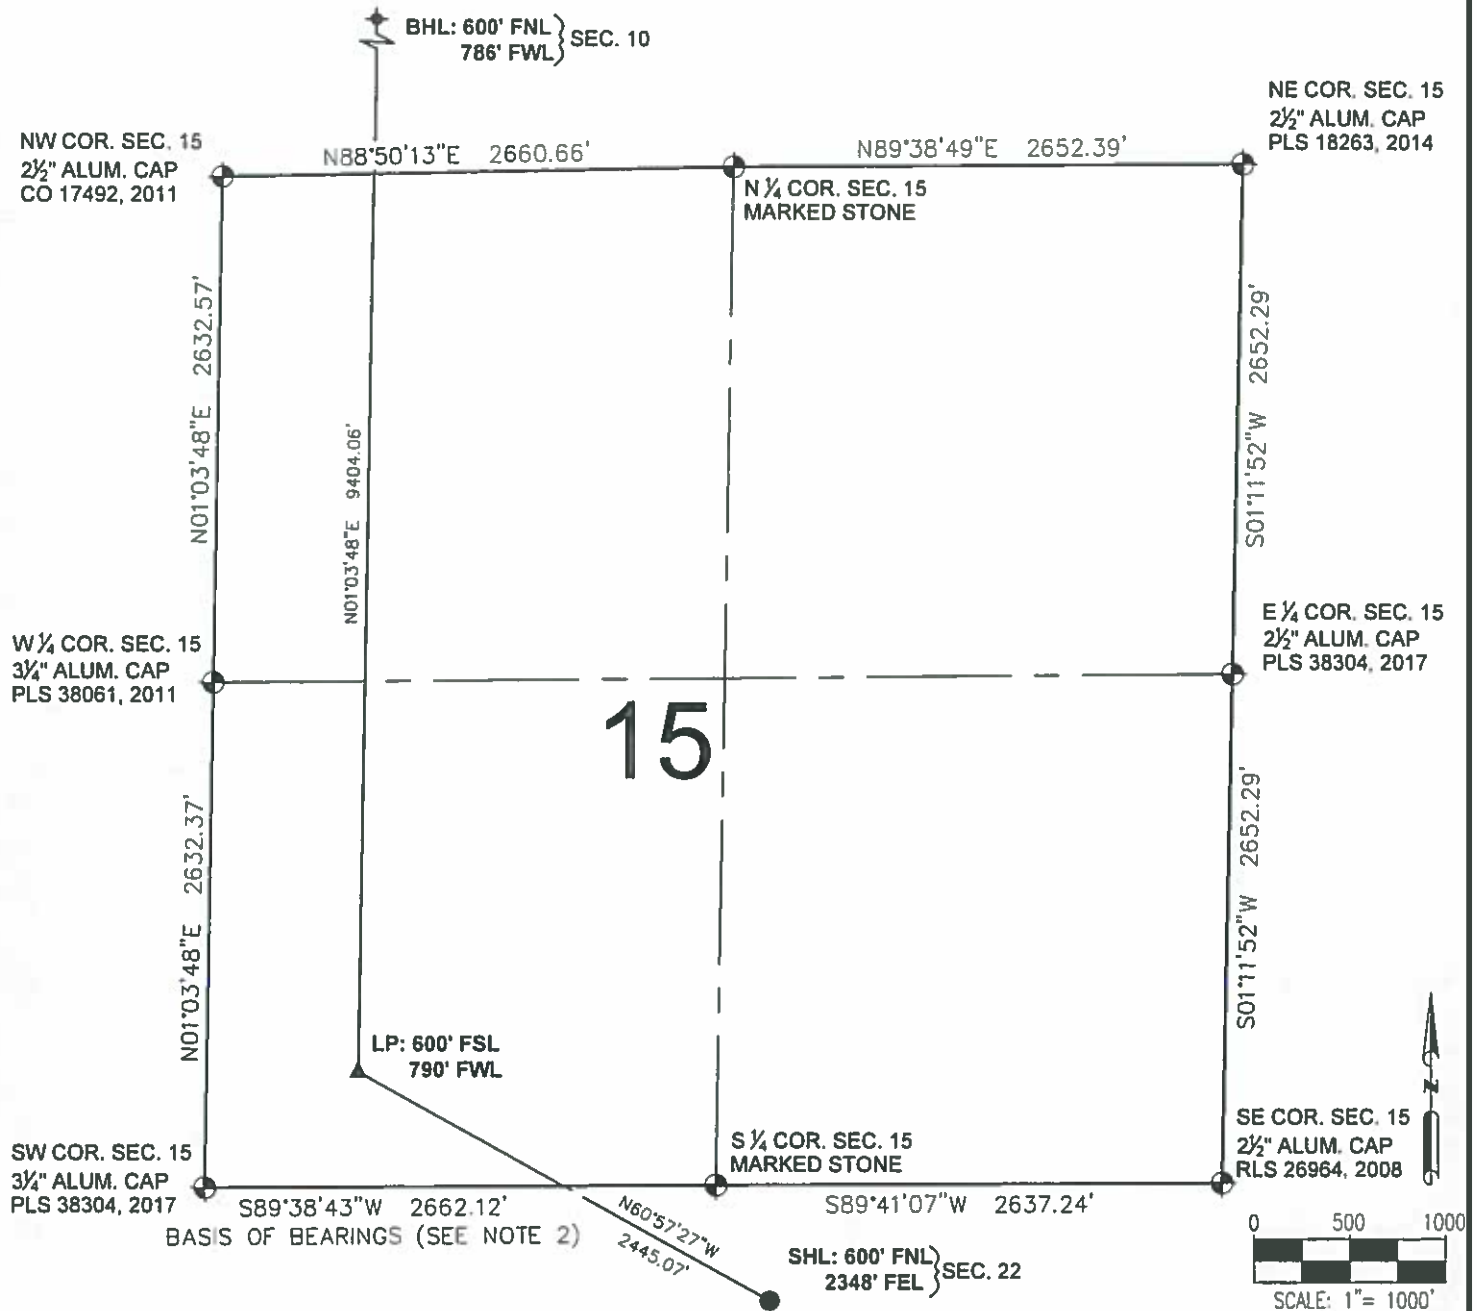 BHL: 600' FNL
786' FWL
SEC. 10
NE COR. SEC. 15
2½" ALUM. CAP
PLS 18263, 2014
NW COR. SEC. 15
2½" ALUM. CAP
CO 17492, 2011
N88°50'13"E 2660.66'
N89°38'49"E 2652.39'
N ¼ COR. SEC. 15
MARKED STONE
N01°03'48"E 2632.57'
N01°03'48"E 9404.06'
S01°11'52"W 2652.29'
W ¼ COR. SEC. 15
3¼" ALUM. CAP
PLS 38061, 2011
E ¼ COR. SEC. 15
2½" ALUM. CAP
PLS 38304, 2017
15
N01°03'48"E 2632.37'
S01°11'52"W 2652.29'
LP: 600' FSL
790' FWL
SW COR. SEC. 15
3¼" ALUM. CAP
PLS 38304, 2017
S ¼ COR. SEC. 15
MARKED STONE
SE COR. SEC. 15
2½" ALUM. CAP
RLS 26964, 2008
N
S89°38'43"W 2662.12'
BASIS OF BEARINGS (SEE NOTE 2)
N60°57'27"W
2445.07'
S89°41'07"W 2637.24'
SHL: 600' FNL
2348' FEL
SEC. 22
0 500 1000
SCALE: 1"= 1000'